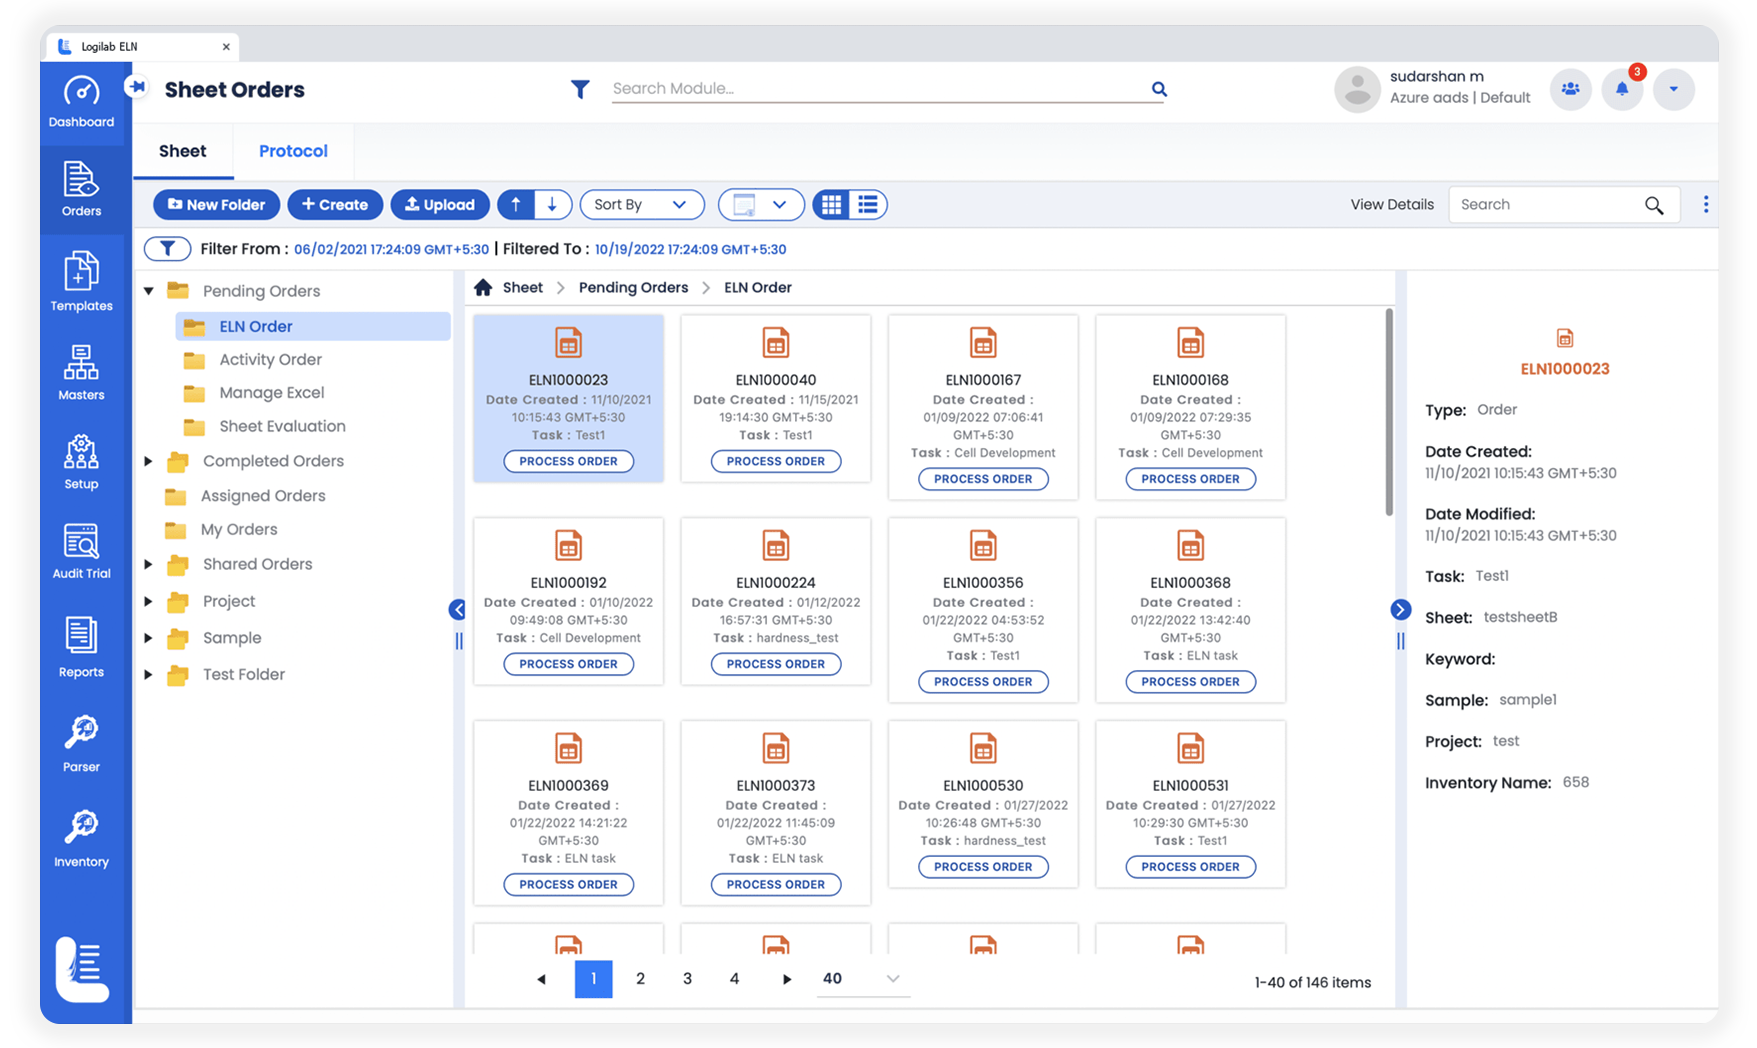 Logilab ELN
Dashboard
Orders
Templates
Masters
Setup
Audit Trial
Reports
Parser
Inventory
Sheet Orders
Search Module...
sudarshan m
Azure aads | Default
3
Sheet
Protocol
New Folder
Create
Upload
Sort By
View Details
Search
Filter From : 06/02/2021 17:24:09 GMT+5:30 | Filtered To : 10/19/2022 17:24:09 GMT+5:30
Pending Orders
ELN Order
Activity Order
Manage Excel
Sheet Evaluation
Completed Orders
Assigned Orders
My Orders
Shared Orders
Project
Sample
Test Folder
Sheet > Pending Orders > ELN Order
ELN1000023
Date Created : 11/10/2021
10:15:43 GMT+5:30
Task : Test1
PROCESS ORDER
ELN1000040
Date Created : 11/15/2021
19:14:30 GMT+5:30
Task : Test1
PROCESS ORDER
ELN1000167
Date Created :
01/09/2022 07:06:41
GMT+5:30
Task : Cell Development
PROCESS ORDER
ELN1000168
Date Created :
01/09/2022 07:29:35
GMT+5:30
Task : Cell Development
PROCESS ORDER
ELN1000192
Date Created : 01/10/2022
09:49:08 GMT+5:30
Task : Cell Development
PROCESS ORDER
ELN1000224
Date Created : 01/12/2022
16:57:31 GMT+5:30
Task : hardness_test
PROCESS ORDER
ELN1000356
Date Created :
01/22/2022 04:53:52
GMT+5:30
Task : Test1
PROCESS ORDER
ELN1000368
Date Created :
01/22/2022 13:42:40
GMT+5:30
Task : ELN task
PROCESS ORDER
ELN1000369
Date Created :
01/22/2022 14:21:22
GMT+5:30
Task : ELN task
PROCESS ORDER
ELN1000373
Date Created :
01/22/2022 11:45:09
GMT+5:30
Task : ELN task
PROCESS ORDER
ELN1000530
Date Created : 01/27/2022
10:26:48 GMT+5:30
Task : hardness_test
PROCESS ORDER
ELN1000531
Date Created : 01/27/2022
10:29:30 GMT+5:30
Task : Test1
PROCESS ORDER
1 2 3 4 40
1-40 of 146 items
ELN1000023
Type: Order
Date Created:
11/10/2021 10:15:43 GMT+5:30
Date Modified:
11/10/2021 10:15:43 GMT+5:30
Task: Test1
Sheet: testsheetB
Keyword:
Sample: sample1
Project: test
Inventory Name: 658